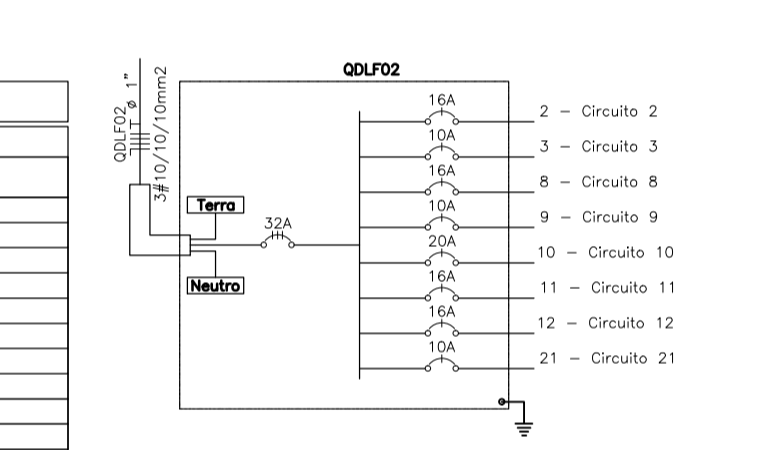 QDLF02
QDLF02 ø 1"
3#10/10/10mm2
Terra
32A
Neutro
16A
2 - Circuito 2
10A
3 - Circuito 3
16A
8 - Circuito 8
10A
9 - Circuito 9
20A
10 - Circuito 10
16A
11 - Circuito 11
16A
12 - Circuito 12
10A
21 - Circuito 21